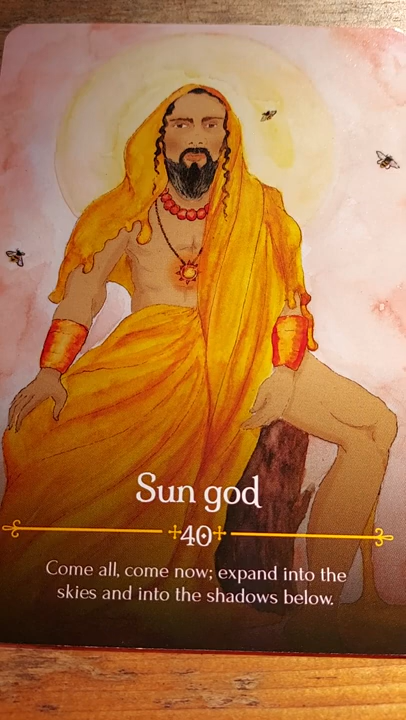 Sun god
40
Come all, come now; expand into the
skies and into the shadows below.